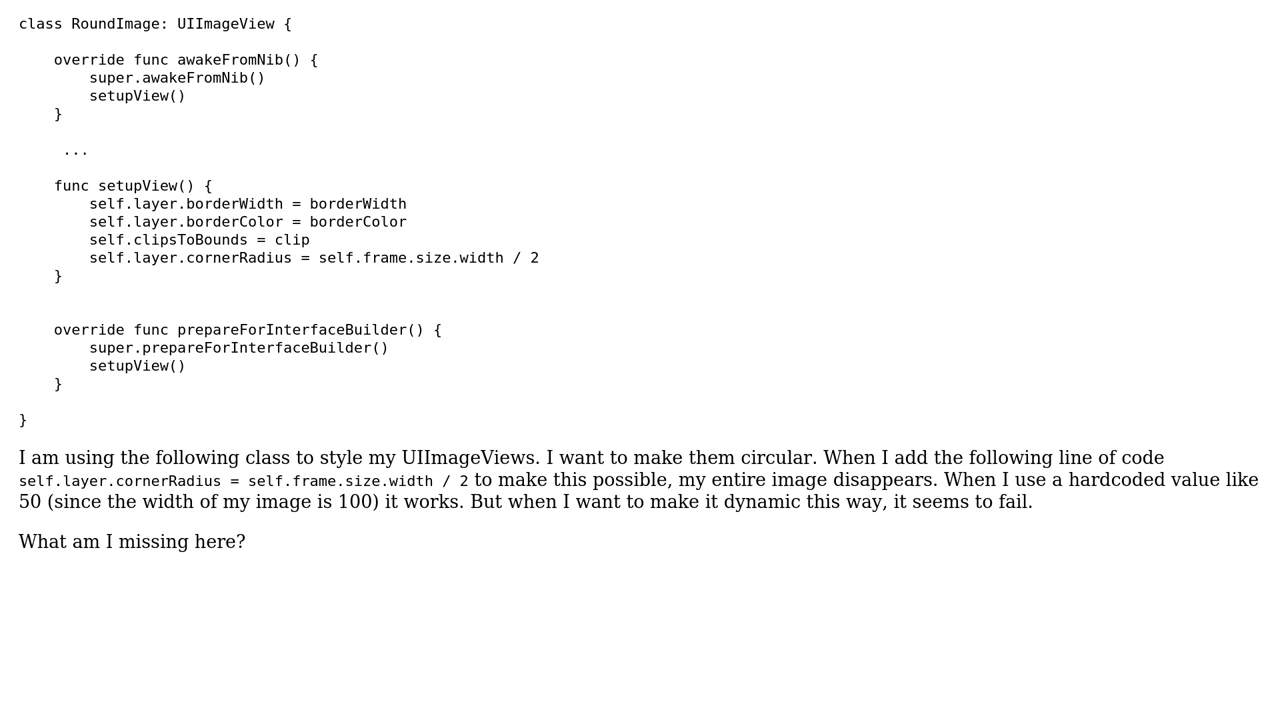 class RoundImage: UIImageView {
    override func awakeFromNib() {
        super.awakeFromNib()
        setupView()
    }
     ...
    func setupView() {
        self.layer.borderWidth = borderWidth
        self.layer.borderColor = borderColor
        self.clipsToBounds = clip
        self.layer.cornerRadius = self.frame.size.width / 2
    }
    override func prepareForInterfaceBuilder() {
        super.prepareForInterfaceBuilder()
        setupView()
    }
}
I am using the following class to style my UIImageViews. I want to make them circular. When I add the following line of code
self.layer.cornerRadius = self.frame.size.width / 2 to make this possible, my entire image disappears. When I use a hardcoded value like
50 (since the width of my image is 100) it works. But when I want to make it dynamic this way, it seems to fail.
What am I missing here?